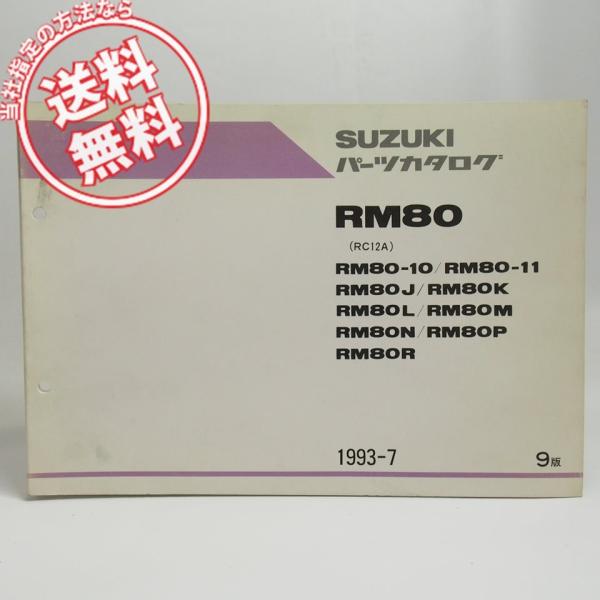 当社指定の方法なら
送料
無料
SUZUKI
パーツカタログ
RM80
(RC12A)
RM80-10/RM80-11
RM80J/RM80K
RM80L/RM80M
RM80N/RM80P
RM80R
1993-7
9版